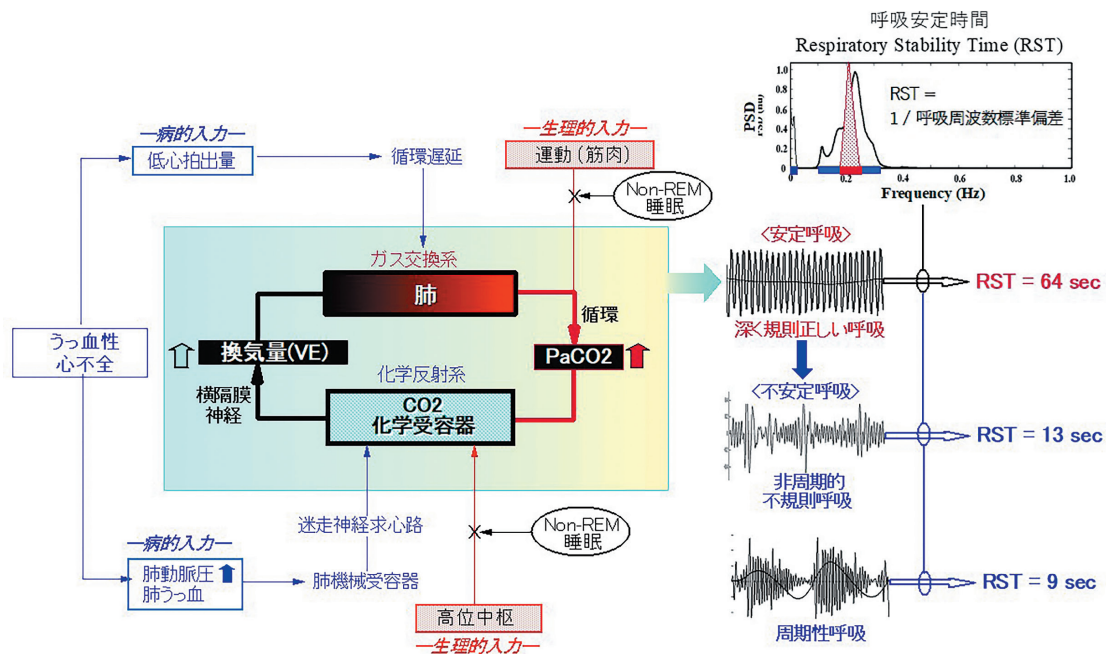 呼吸安定時間
Respiratory Stability Time (RST)
1.0
0.8
0.6
0.4
0.2
0
PSD
RST =
1/呼吸周波数標準偏差
0
0.2
0.4
0.6
0.8
1.0
Frequency (Hz)
―病的入力―
低心拍出量
循環遅延
―生理的入力―
運動(筋肉)
Non-REM
睡眠
ガス交換系
肺
循環
うっ血性
心不全
換気量(VE)
PaCO2
横隔膜
神経
化学反射系
CO2
化学受容器
迷走神経求心路
Non-REM
睡眠
―病的入力―
肺動脈圧
肺うっ血
肺機械受容器
高位中枢
―生理的入力―
<安定呼吸>
RST = 64 sec
深く規則正しい呼吸
<不安定呼吸>
RST = 13 sec
非周期的
不規則呼吸
RST = 9 sec
周期性呼吸